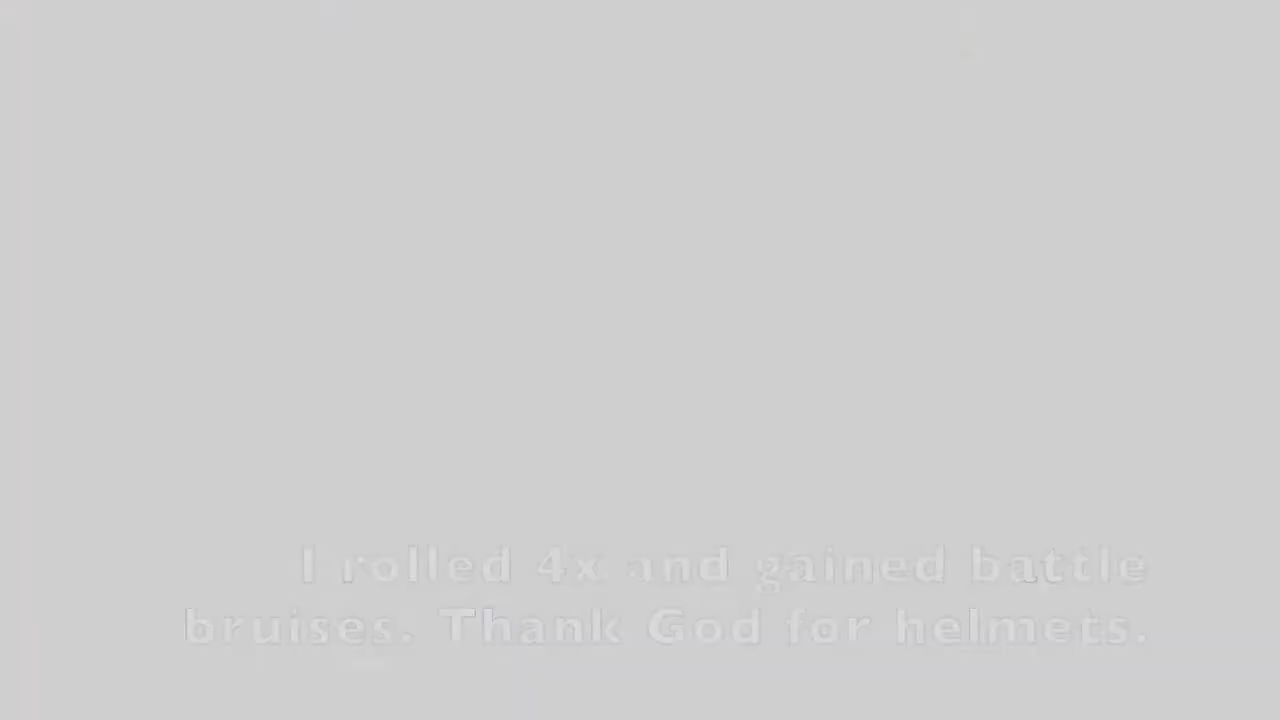 I rolled 4x and gained battle
bruises. Thank God for helmets.